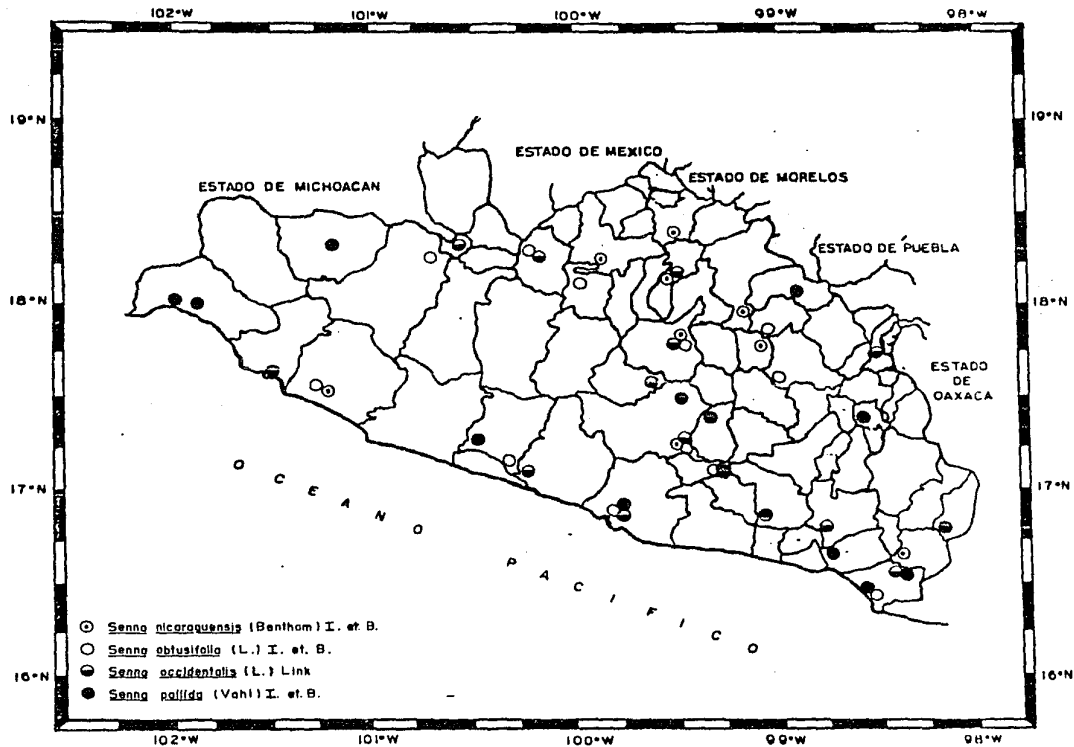 102°W 101°W 100°W 99°W 98°W
19°N 19°N
ESTADO DE MEXICO
ESTADO DE MICHOACAN
ESTADO DE MORELOS
ESTADO DE PUEBLA
18°N 18°N
ESTADO
DE
OAXACA
17°N 17°N
OCEANO PACIFICO
Senna nicaraguensis (Bentham) I. et. B.
Senna obtusifolia (L.) I. et. B.
Senna occidentalis (L.) Link
Senna pallida (Vahl) I. et. B.
16°N 16°N
102°W 101°W 100°W 99°W 98°W